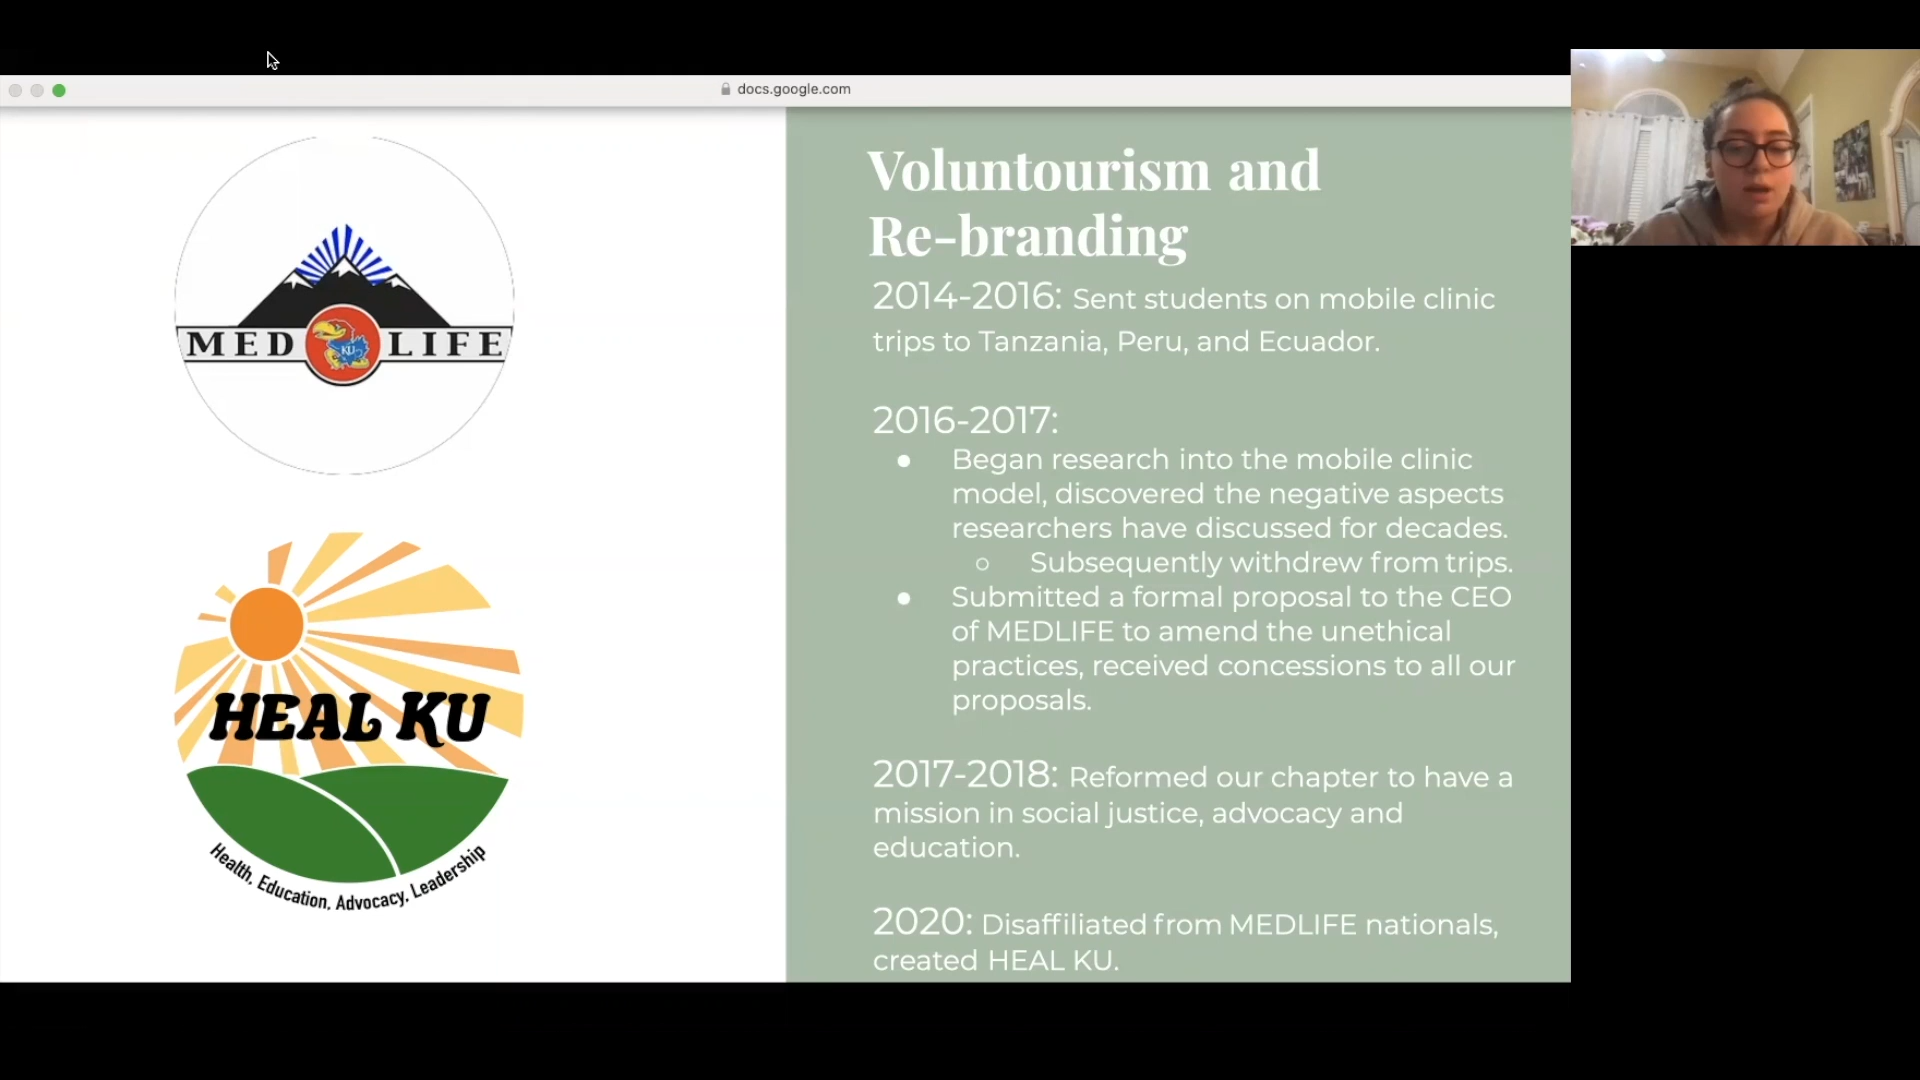 docs.google.com
MED LIFE
KU
HEAL KU
Health, Education, Advocacy, Leadership
Voluntourism and
Re-branding
2014-2016: Sent students on mobile clinic
trips to Tanzania, Peru, and Ecuador.
2016-2017:
● Began research into the mobile clinic
model, discovered the negative aspects
researchers have discussed for decades.
○ Subsequently withdrew from trips.
● Submitted a formal proposal to the CEO
of MEDLIFE to amend the unethical
practices, received concessions to all our
proposals.
2017-2018: Reformed our chapter to have a
mission in social justice, advocacy and
education.
2020: Disaffiliated from MEDLIFE nationals,
created HEAL KU.